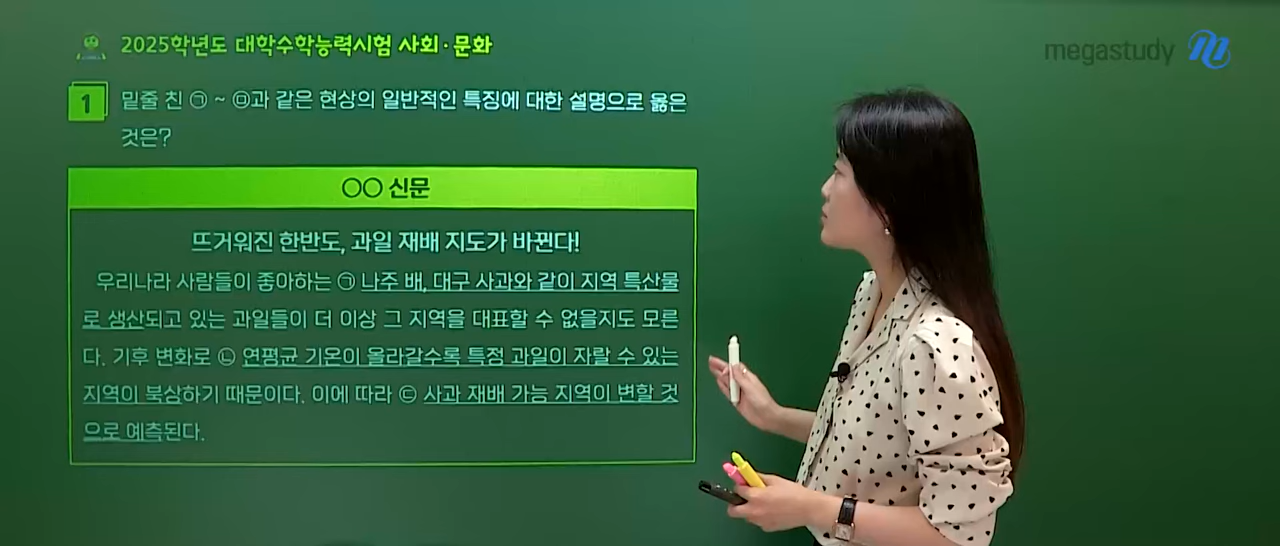 2025학년도 대학수학능력시험 사회·문화
megastudy
1
밑줄 친 ㉠ ~ ㉤과 같은 현상의 일반적인 특징에 대한 설명으로 옳은
것은?
○○ 신문
뜨거워진 한반도, 과일 재배 지도가 바뀐다!
우리나라 사람들이 좋아하는 ㉠ 나주 배, 대구 사과와 같이 지역 특산물
로 생산되고 있는 과일들이 더 이상 그 지역을 대표할 수 없을지도 모른
다. 기후 변화로 ㉡ 연평균 기온이 올라갈수록 특정 과일이 자랄 수 있는
지역이 북상하기 때문이다. 이에 따라 ㉢ 사과 재배 가능 지역이 변할 것
으로 예측된다.